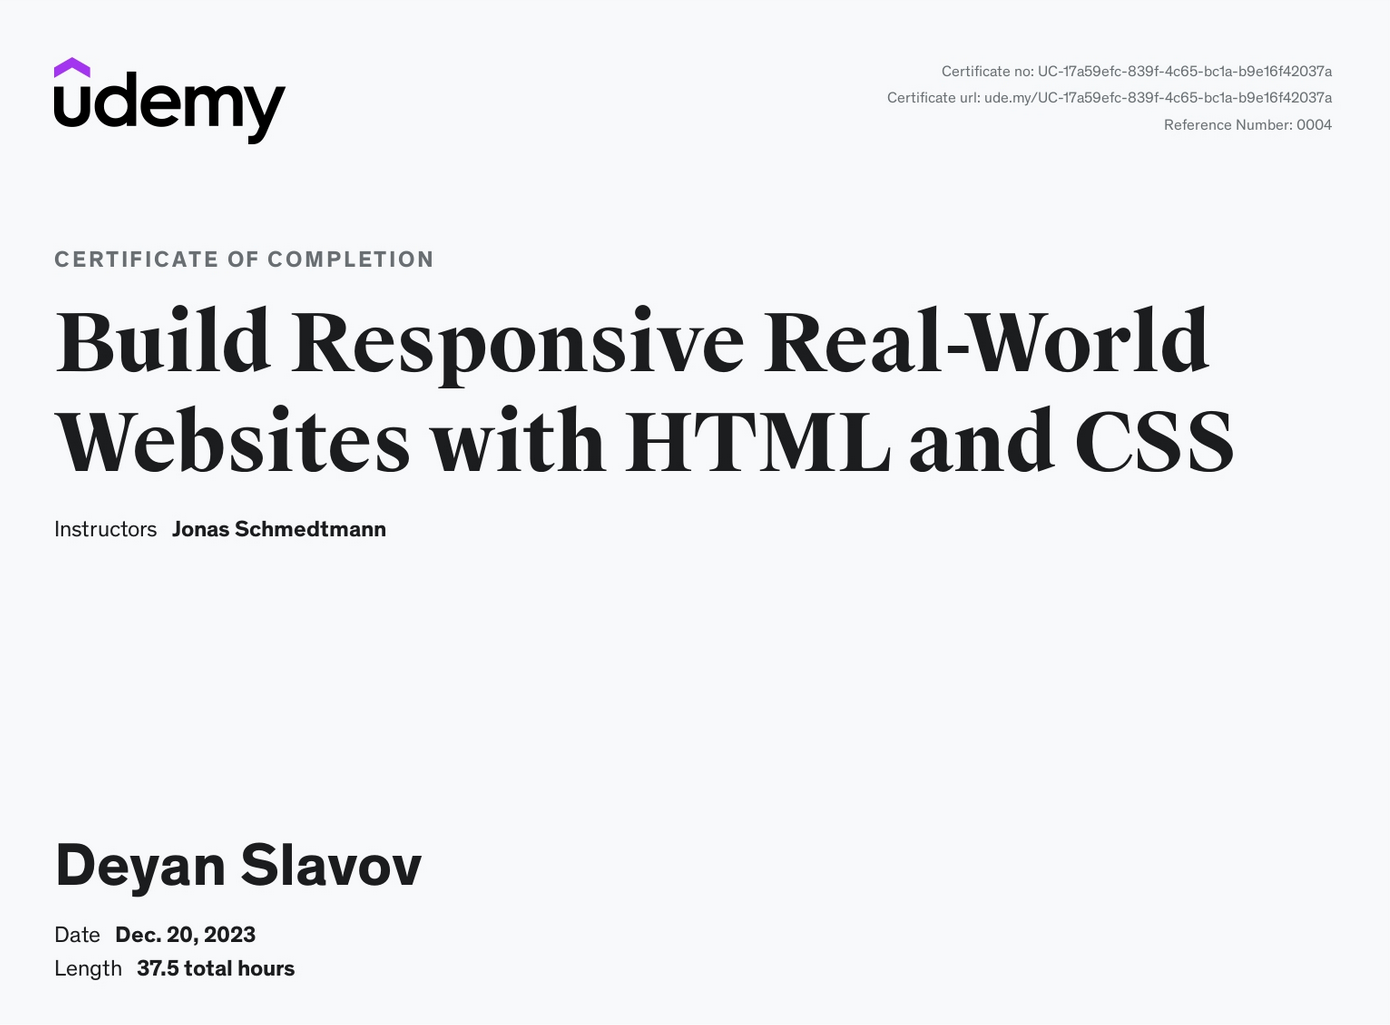 udemy
Certificate no: UC-17a59efc-839f-4c65-bc1a-b9e16f42037a
Certificate url: ude.my/UC-17a59efc-839f-4c65-bc1a-b9e16f42037a
Reference Number: 0004
CERTIFICATE OF COMPLETION
Build Responsive Real-World
Websites with HTML and CSS
Instructors Jonas Schmedtmann
Deyan Slavov
Date Dec. 20, 2023
Length 37.5 total hours